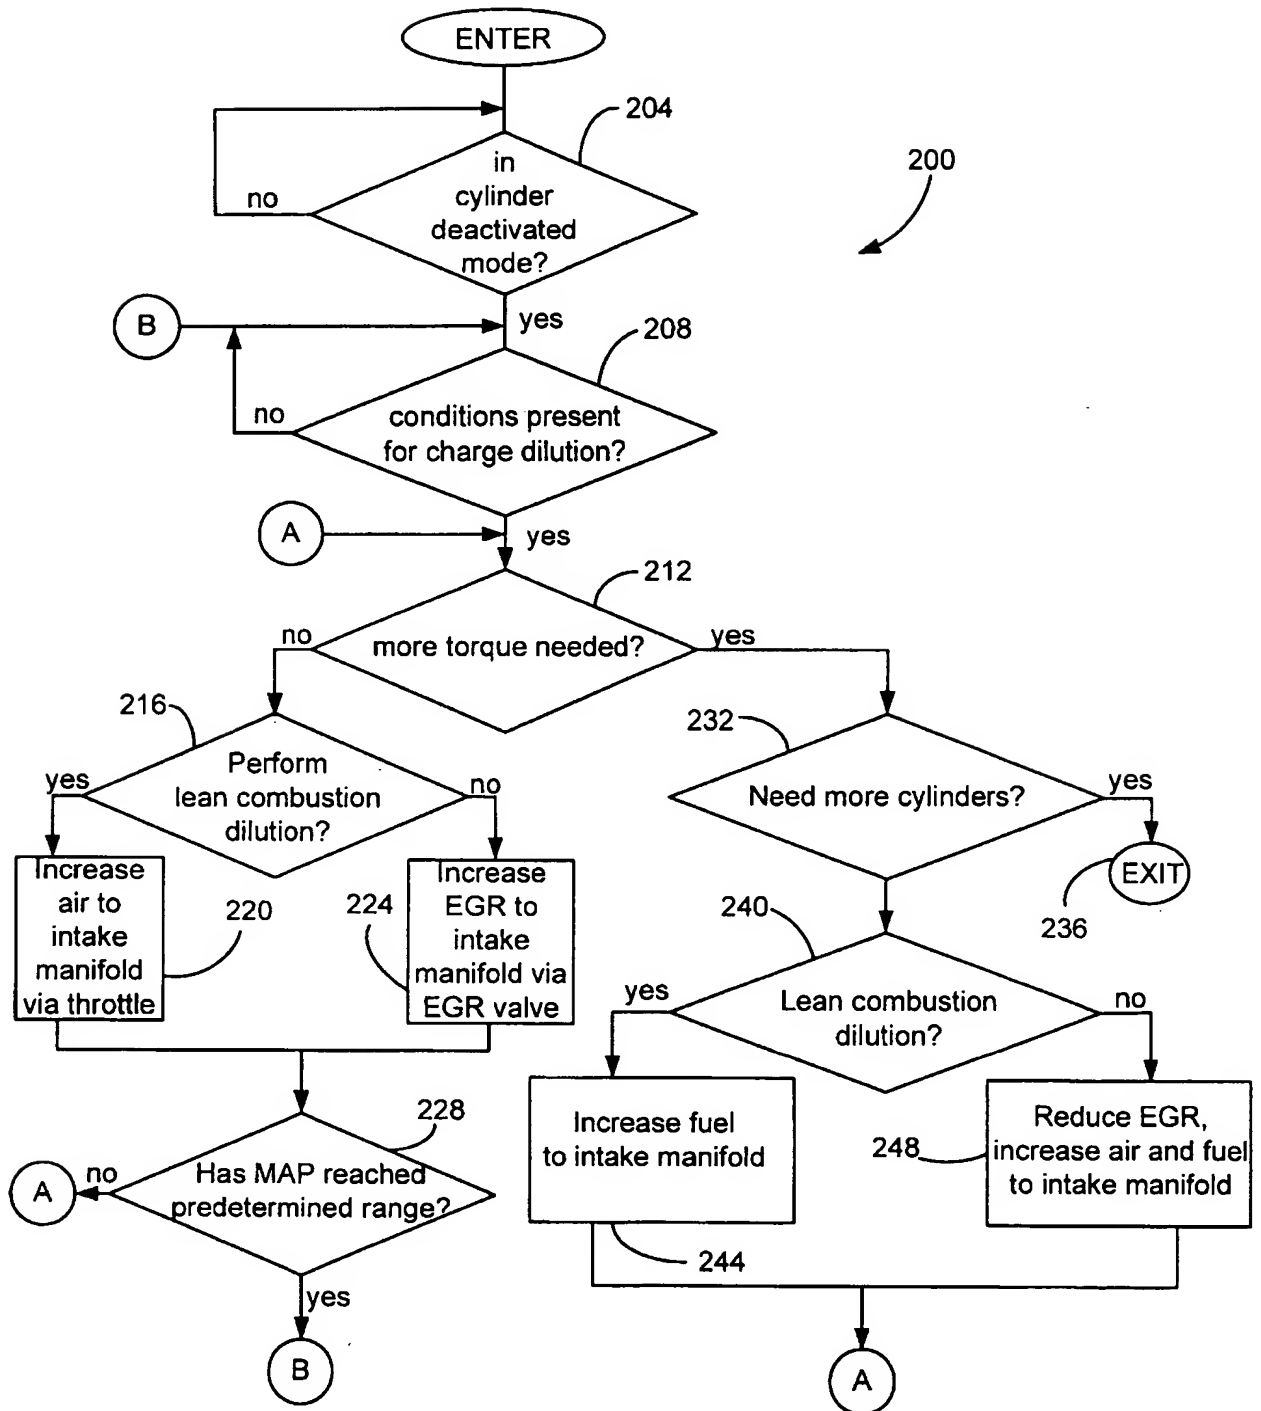 ENTER
204
in
cylinder
deactivated
mode?
no
200
B
yes
208
no
conditions present
for charge dilution?
A
yes
212
no
more torque needed?
yes
216
232
Perform
lean combustion
dilution?
yes
no
Need more cylinders?
yes
Increase
air to
intake
manifold
via throttle
220
224
Increase
EGR to
intake
manifold via
EGR valve
EXIT
236
240
yes
Lean combustion
dilution?
no
228
Has MAP reached
predetermined range?
A
no
Increase fuel
to intake manifold
248
Reduce EGR,
increase air and fuel
to intake manifold
244
yes
B
A